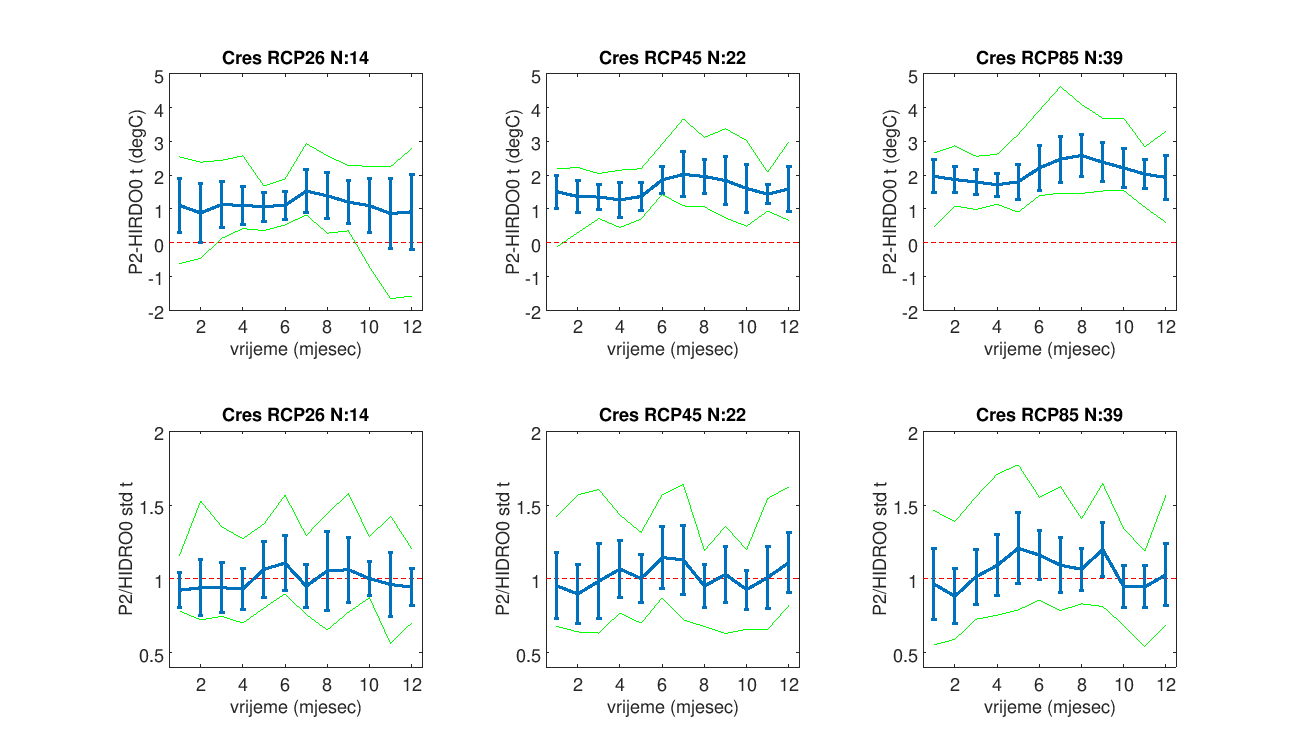 Cres RCP26 N:14
5
4
3
2
1
0
-1
-2
P2-HIRDO0 t (degC)
2 4 6 8 10 12
vrijeme (mjesec)
Cres RCP45 N:22
5
4
3
2
1
0
-1
-2
P2-HIRDO0 t (degC)
2 4 6 8 10 12
vrijeme (mjesec)
Cres RCP85 N:39
5
4
3
2
1
0
-1
-2
P2-HIRDO0 t (degC)
2 4 6 8 10 12
vrijeme (mjesec)
Cres RCP26 N:14
2
1.5
1
0.5
P2/HIDRO0 std t
2 4 6 8 10 12
vrijeme (mjesec)
Cres RCP45 N:22
2
1.5
1
0.5
P2/HIDRO0 std t
2 4 6 8 10 12
vrijeme (mjesec)
Cres RCP85 N:39
2
1.5
1
0.5
P2/HIDRO0 std t
2 4 6 8 10 12
vrijeme (mjesec)